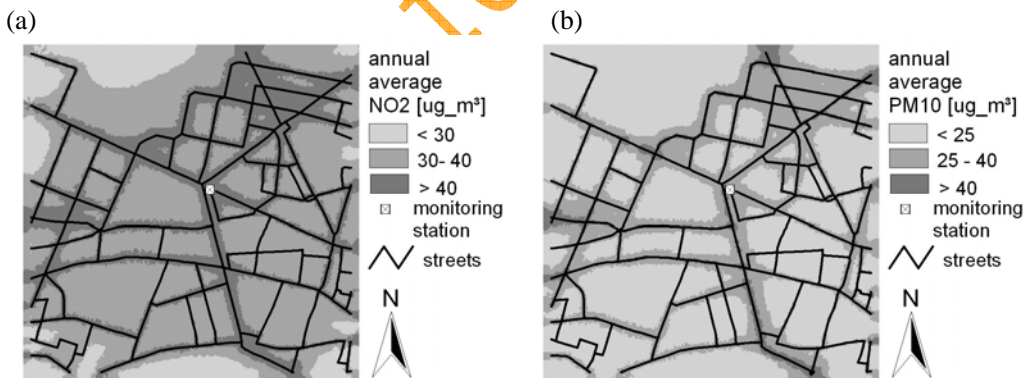 (a)
(b)
annual
average
NO2 [ug_m³]
< 30
30- 40
> 40
monitoring
station
streets
N
annual
average
PM10 [ug_m³]
< 25
25 - 40
> 40
monitoring
station
streets
N